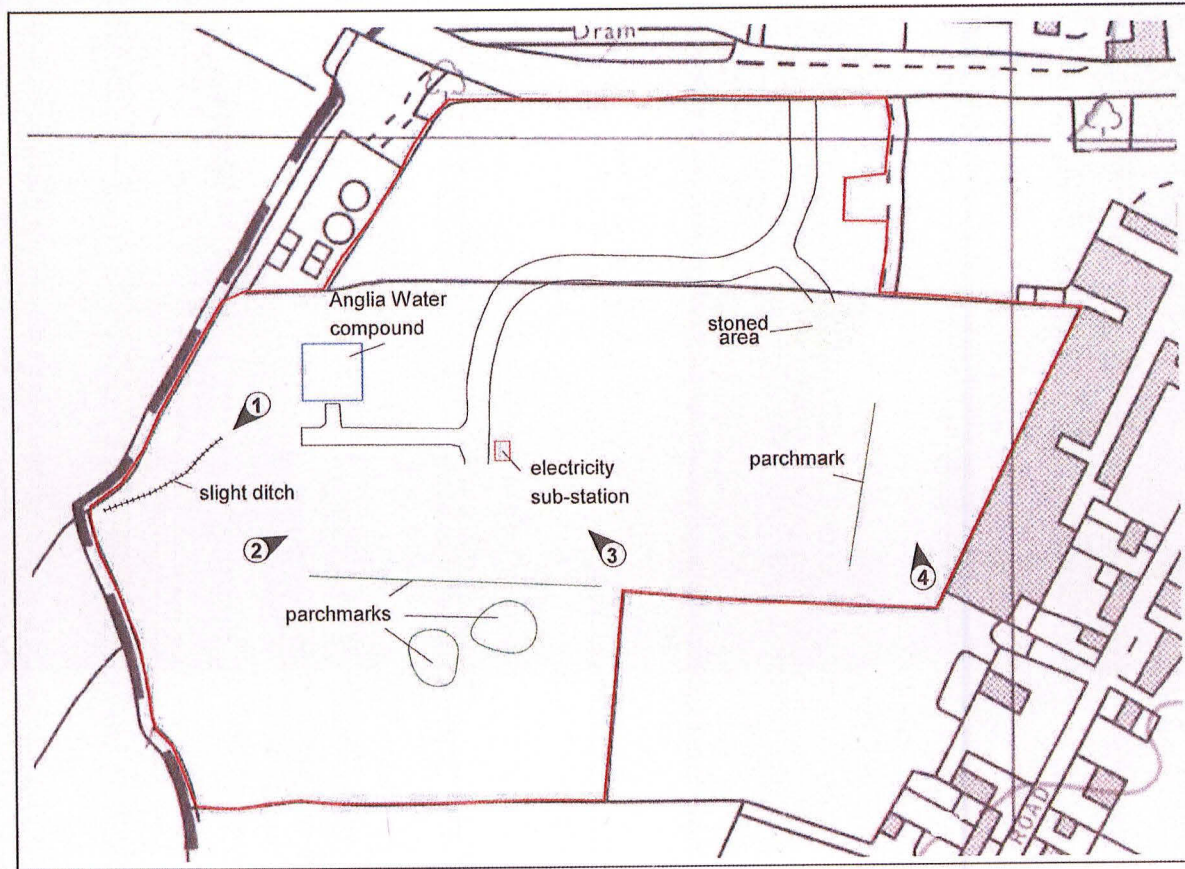 Drain
Anglia Water
compound
stoned
area
1
slight ditch
electricity
sub-station
parchmark
2
3
4
parchmarks
ROAD